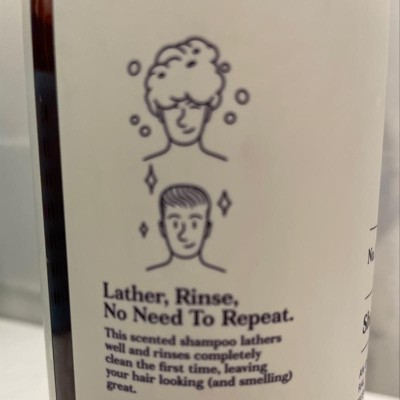 Lather, Rinse,
No Need To Repeat.
This scented shampoo lathers
well and rinses completely
clean the first time, leaving
your hair looking (and smelling)
great.